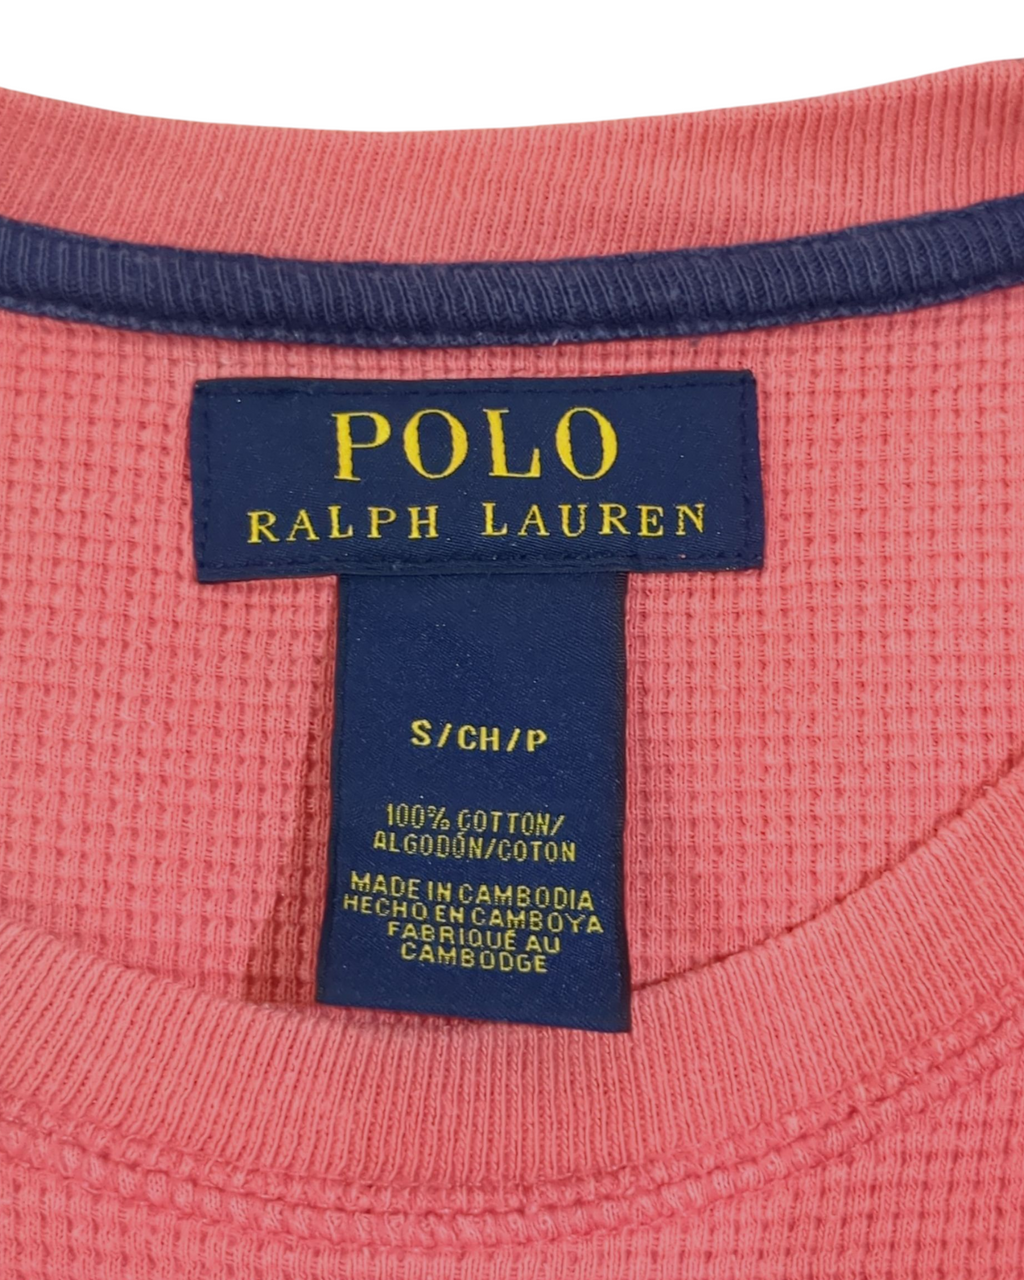 POLO
RALPH LAUREN
S/CH/P
100% COTTON/
ALGODÓN/COTON
MADE IN CAMBODIA
HECHO EN CAMBOYA
FABRIQUÉ AU
CAMBODGE